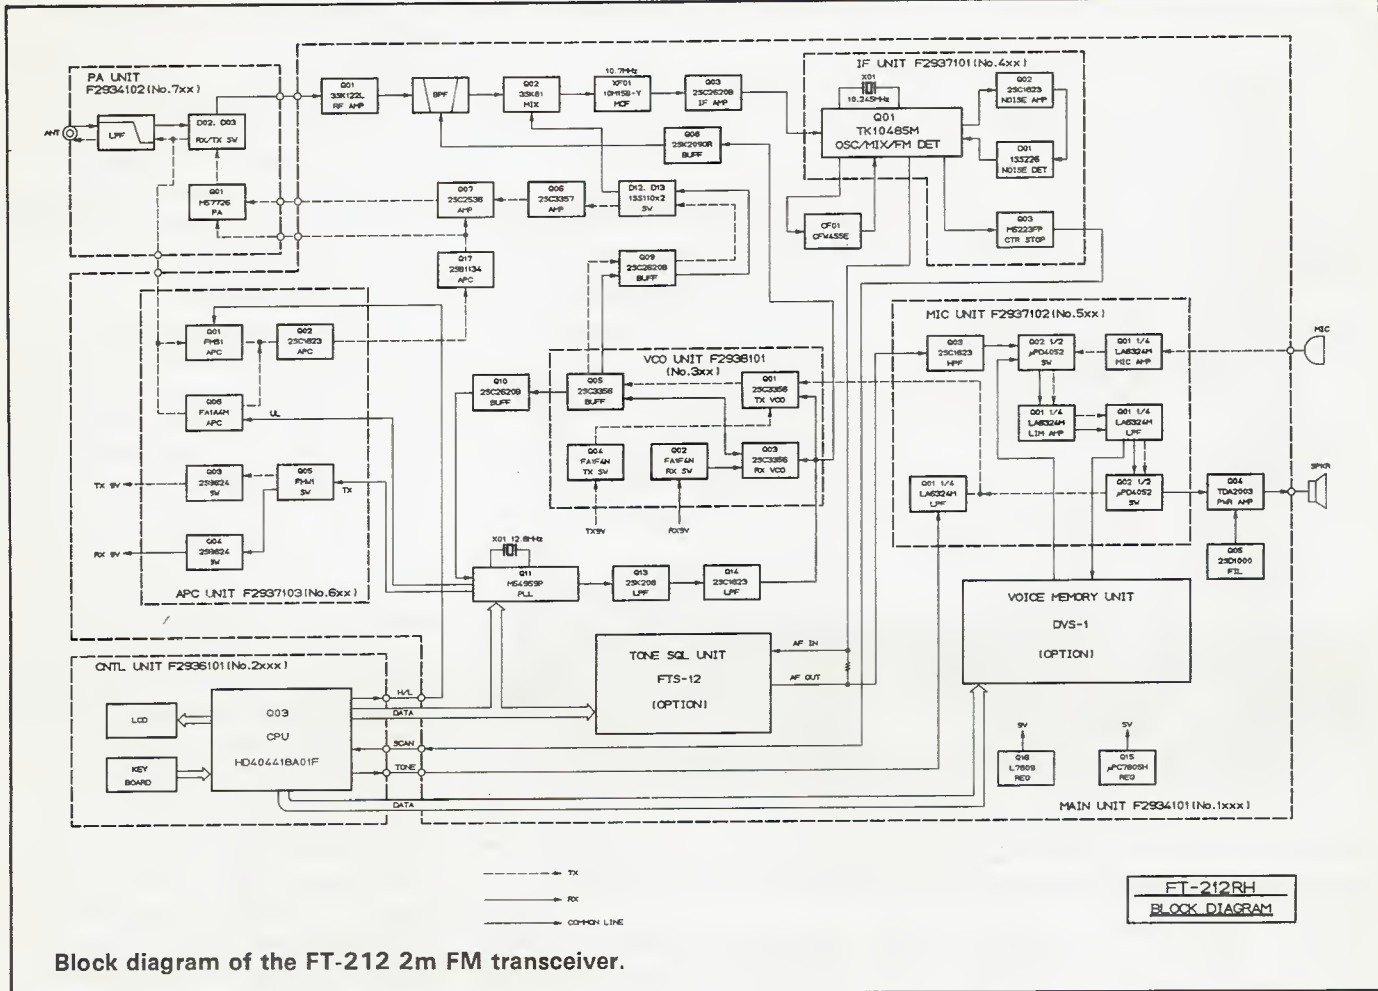 PA UNIT
F2934102(No.7xx)
ANT
LPF
D02. D03
RX/TX SW
Q01
M57726
PA
Q01
3SK122L
RF AMP
BPF
Q02
3SK81
MIX
10.7MHz
XF01
10M15B-Y
MCF
Q03
2SC2620B
IF AMP
Q08
2SK209GR
BUFF
IF UNIT F2937101(No.4xx)
X01
10.245MHz
Q01
TK10485M
OSC/MIX/FM DET
Q02
2SC1623
NOISE AMP
D01
1SS226
NOISE DET
CF01
CFW455E
Q03
M5223FP
CTR STOP
Q07
2SC2538
AMP
Q06
2SC3357
AMP
D12. D13
1SS110x2
SW
Q17
2SB1134
APC
Q09
2SC2620B
BUFF
Q01
FMS1
APC
Q02
2SC1623
APC
Q06
FA1A4M
APC
UL
Q03
2SB624
SW
Q05
FMW1
SW
TX
TX 9V
Q04
2SB624
SW
RX 9V
APC UNIT F2937103(No.6xx)
VCO UNIT F2936101
(No.3xx)
Q10
2SC2620B
BUFF
Q05
2SC3356
BUFF
Q01
2SC3356
TX VCO
Q04
FA1F4N
TX SW
Q02
FA1F4N
RX SW
Q03
2SC3356
RX VCO
TX9V
RX9V
X01 12.8MHz
Q11
M54959P
PLL
Q13
2SK208
LPF
Q14
2SC1623
LPF
MIC UNIT F2937102(No.5xx)
Q03
2SC1623
HPF
Q02 1/2
μPD4052
SW
Q01 1/4
LA6324M
MIC AMP
MIC
Q01 1/4
LA6324M
LIM AMP
Q01 1/4
LA6324M
LPF
Q01 1/4
LA6324M
LPF
Q02 1/2
μPD4052
SW
Q04
TDA2003
PWR AMP
SPKR
Q05
2SD1000
FIL
VOICE MEMORY UNIT
DVS-1
(OPTION)
TONE SQL UNIT
FTS-12
(OPTION)
AF IN
AF OUT
CNTL UNIT F2936101(No.2xxx)
LCD
KEY
BOARD
Q03
CPU
HD404418A01F
H/L
DATA
SCAN
TONE
DATA
9V
Q16
L7809
REG
5V
Q15
μPC7805H
REG
MAIN UNIT F2934101(No.1xxx)
TX
RX
COMMON LINE
FT-212RH
BLOCK DIAGRAM
Block diagram of the FT-212 2m FM transceiver.